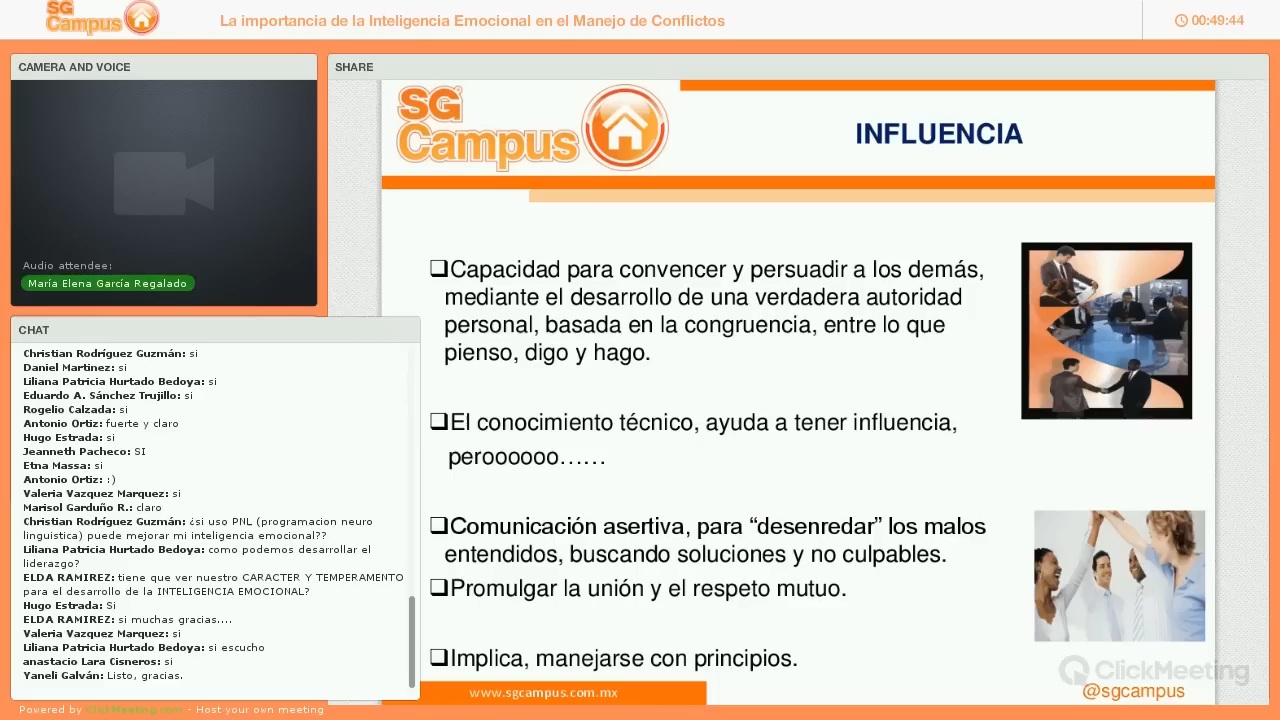 SG
Campus
La importancia de la Inteligencia Emocional en el Manejo de Conflictos
00:49:44
CAMERA AND VOICE
Audio attendee:
María Elena García Regalado
CHAT
Christian Rodríguez Guzmán: si
Daniel Martinez: si
Liliana Patricia Hurtado Bedoya: si
Eduardo A. Sánchez Trujillo: si
Rogelio Calzada: si
Antonio Ortiz: fuerte y claro
Hugo Estrada: si
Jeanneth Pacheco: SI
Etna Massa: si
Antonio Ortiz: :)
Valeria Vazquez Marquez: si
Marisol Garduño R.: claro
Christian Rodríguez Guzmán: ¿si uso PNL (programacion neuro
linguistica) puede mejorar mi inteligencia emocional??
Liliana Patricia Hurtado Bedoya: como podemos desarrollar el
liderazgo?
ELDA RAMIREZ: tiene que ver nuestro CARACTER Y TEMPERAMENTO
para el desarrollo de la INTELIGENCIA EMOCIONAL?
Hugo Estrada: Si
ELDA RAMIREZ: si muchas gracias....
Valeria Vazquez Marquez: si
Liliana Patricia Hurtado Bedoya: si escucho
anastacio Lara Cisneros: si
Yaneli Galván: Listo, gracias.
Powered by ClickMeeting.com - Host your own meeting
SHARE
SG
Campus
INFLUENCIA
❑Capacidad para convencer y persuadir a los demás,
mediante el desarrollo de una verdadera autoridad
personal, basada en la congruencia, entre lo que
pienso, digo y hago.
❑El conocimiento técnico, ayuda a tener influencia,
peroooooo……
❑Comunicación asertiva, para “desenredar” los malos
entendidos, buscando soluciones y no culpables.
❑Promulgar la unión y el respeto mutuo.
❑Implica, manejarse con principios.
www.sgcampus.com.mx
ClickMeeting
@sgcampus